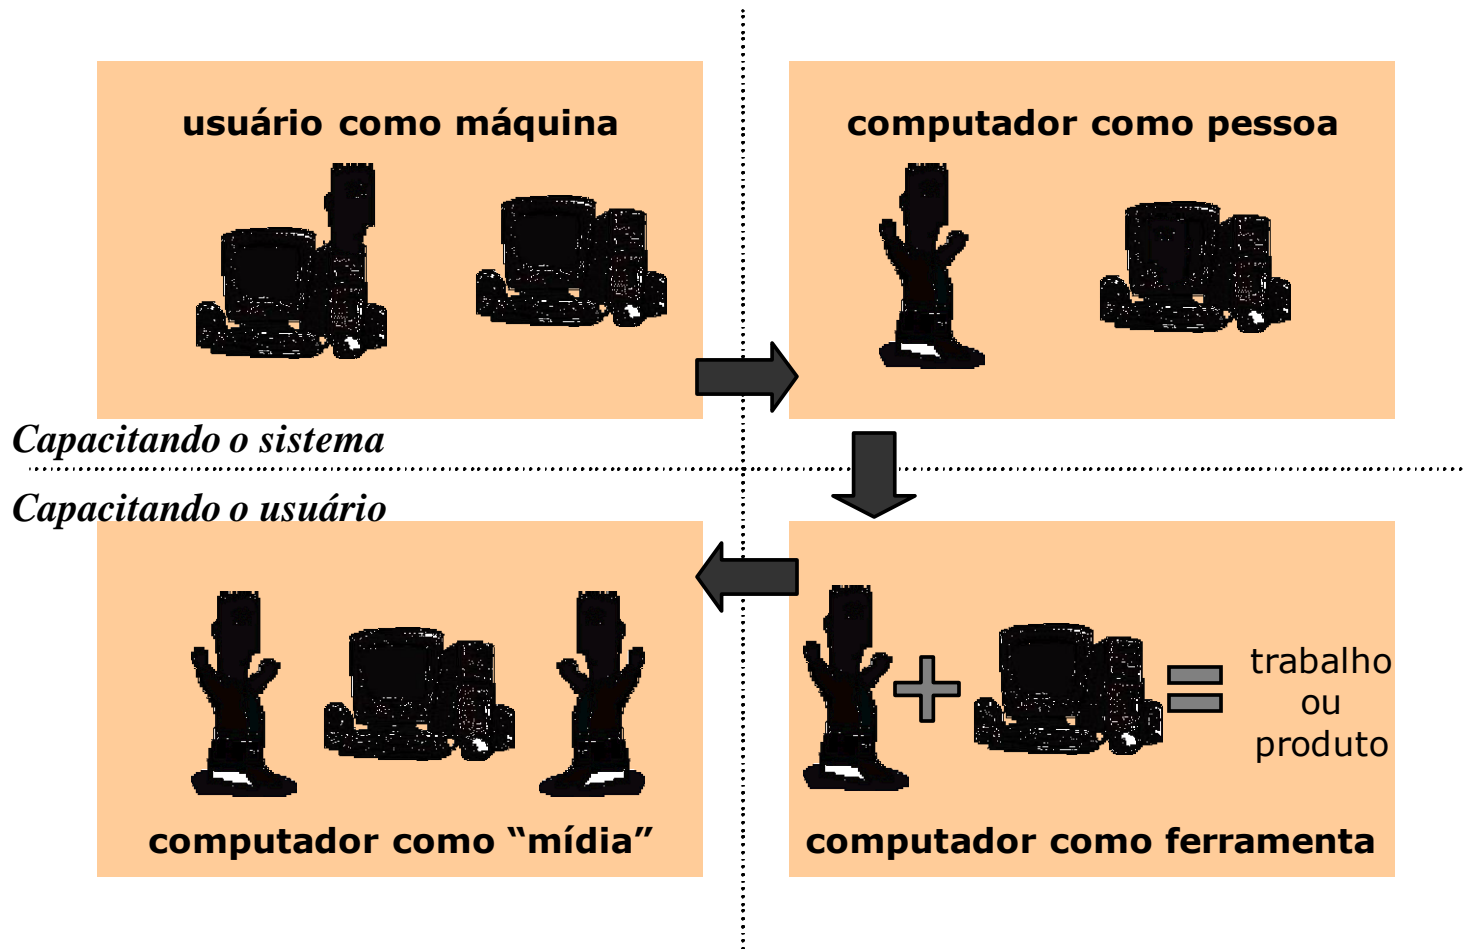 usuário como máquina
computador como pessoa
Capacitando o sistema
Capacitando o usuário
trabalho
ou
produto
computador como “mídia”
computador como ferramenta